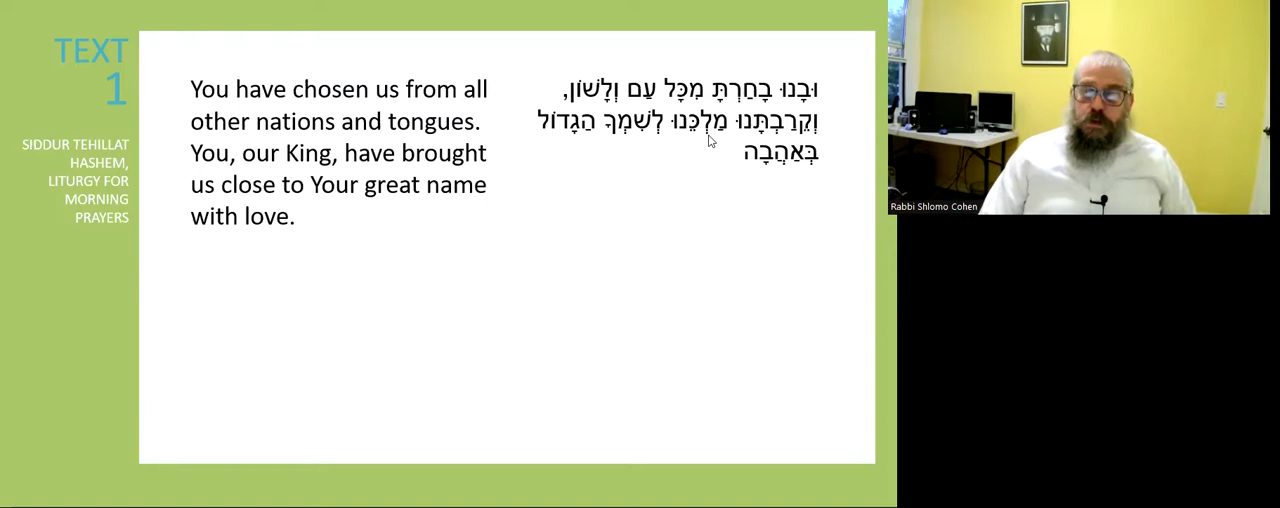 TEXT
1
SIDDUR TEHILLAT
HASHEM,
LITURGY FOR
MORNING
PRAYERS
You have chosen us from all
other nations and tongues.
You, our King, have brought
us close to Your great name
with love.
וּבָנוּ בָחַרְתָּ מִכָּל עַם וְלָשׁוֹן,
וְקֵרַבְתָּנוּ מַלְכֵּנוּ לְשִׁמְךָ הַגָּדוֹל
בְּאַהֲבָה
Rabbi Shlomo Cohen